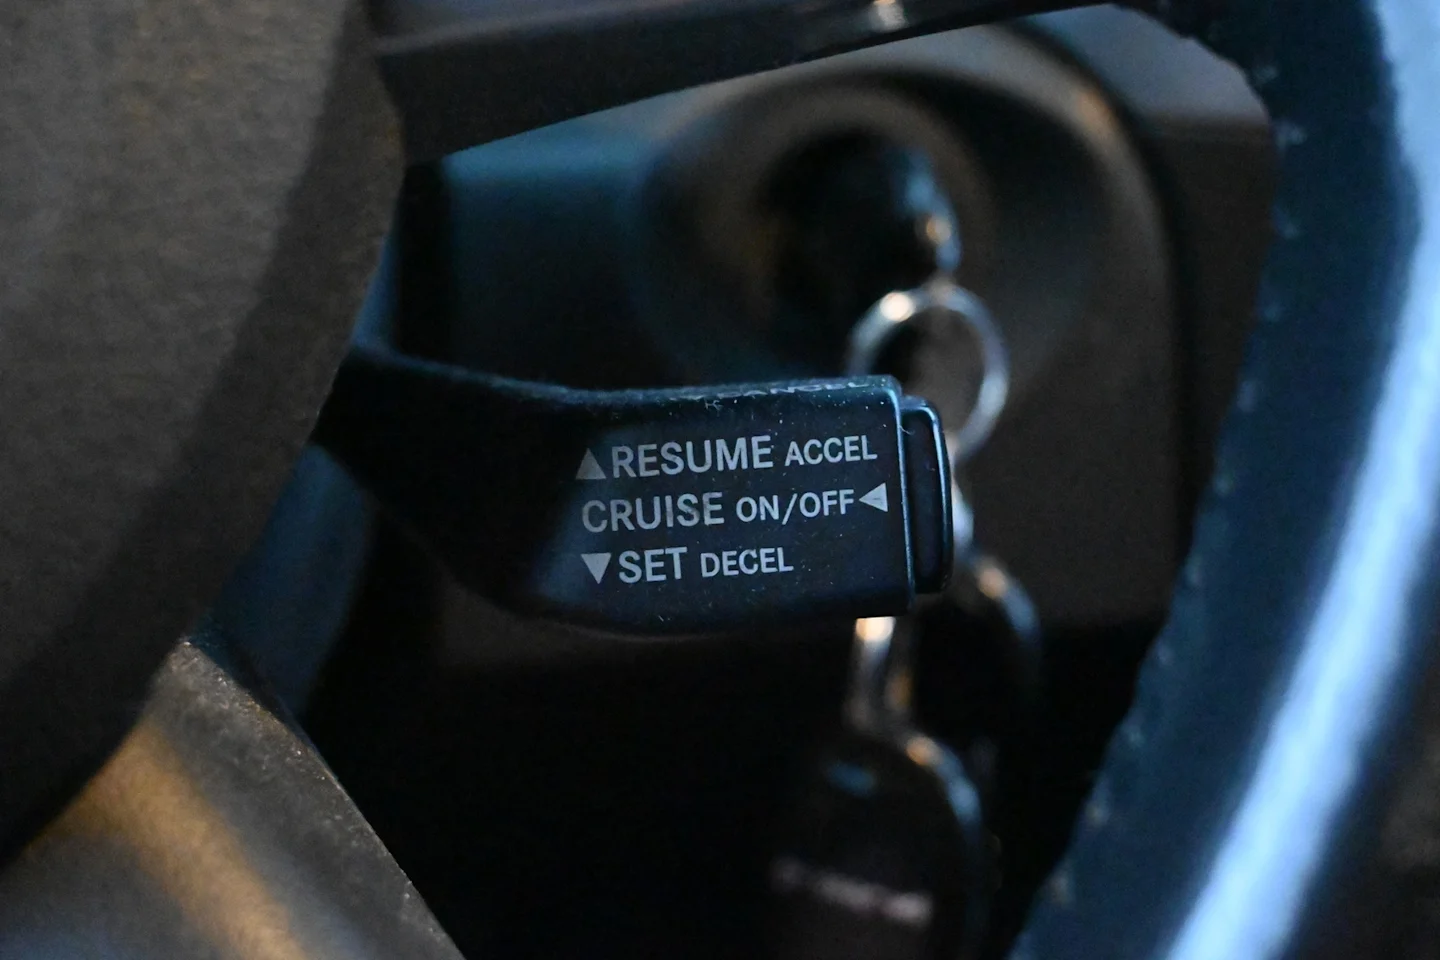 ▲RESUME ACCEL
CRUISE ON/OFF◀
▼SET DECEL